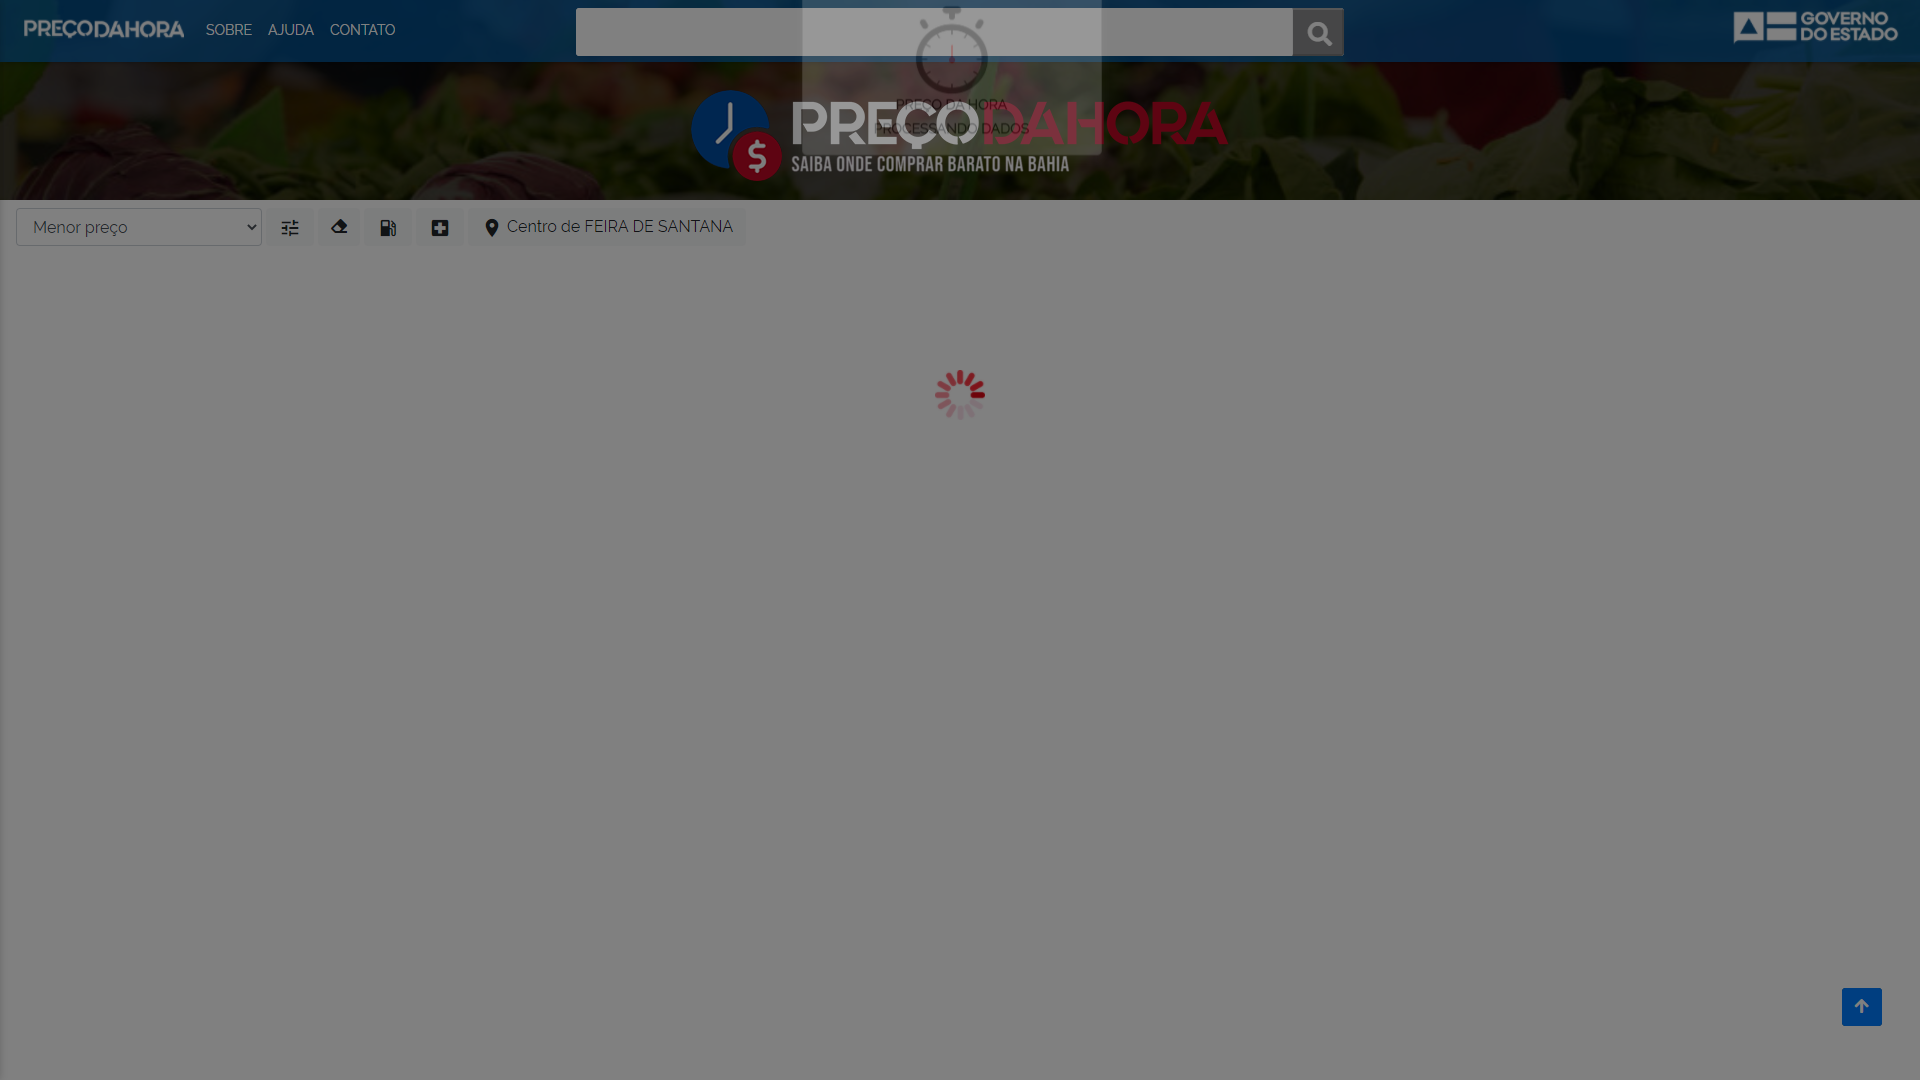 PREÇODAHORA
SOBRE
AJUDA
CONTATO
GOVERNO
DO ESTADO
PREÇO DA HORA
PROCESSANDO DADOS
PREÇODAHORA
$
SAIBA ONDE COMPRAR BARATO NA BAHIA
Menor preço
Centro de FEIRA DE SANTANA